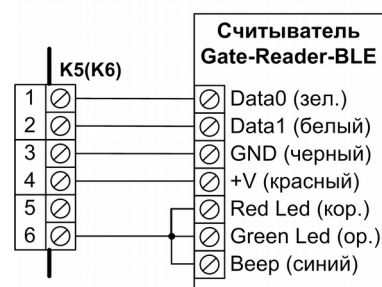 Считыватель
Gate-Reader-BLE
K5(K6)
1 Data0 (зел.)
2 Data1 (белый)
3 GND (черный)
4 +V (красный)
5 Red Led (кор.)
6 Green Led (ор.)
Beep (синий)